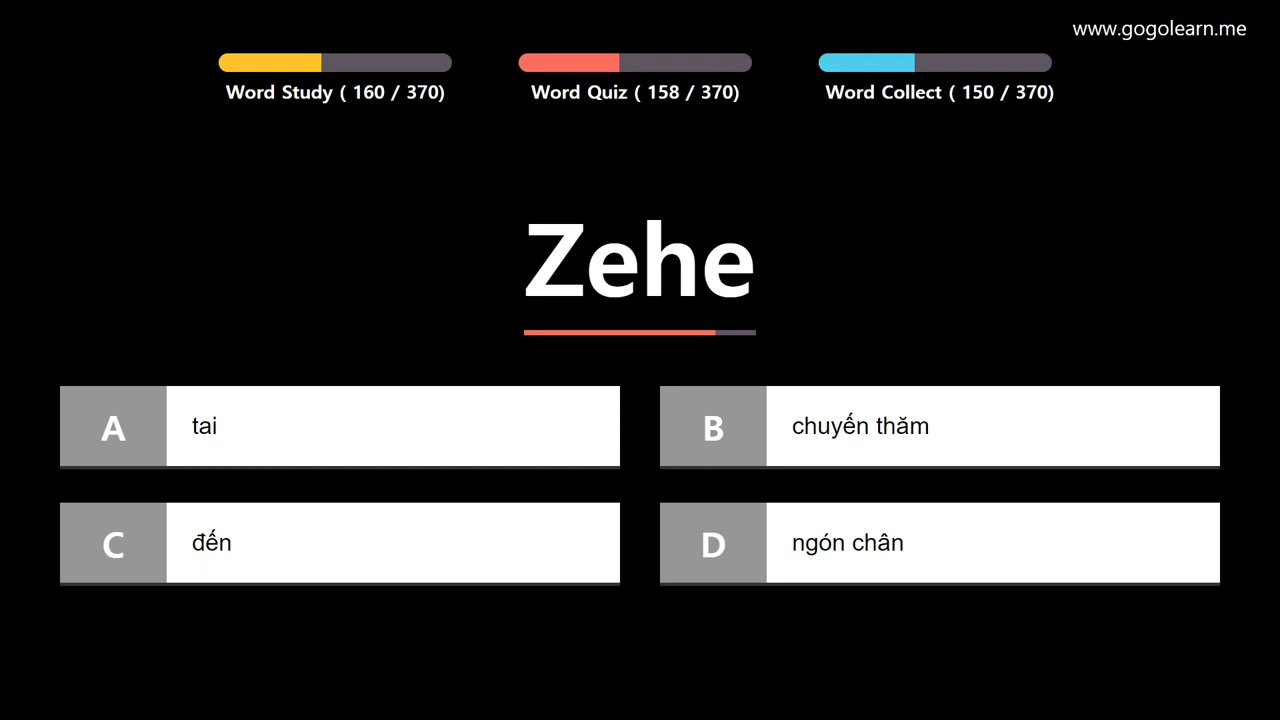 www.gogolearn.me
Word Study ( 160 / 370)
Word Quiz ( 158 / 370)
Word Collect ( 150 / 370)
Zehe
A tai
B chuyến thăm
C đến
D ngón chân